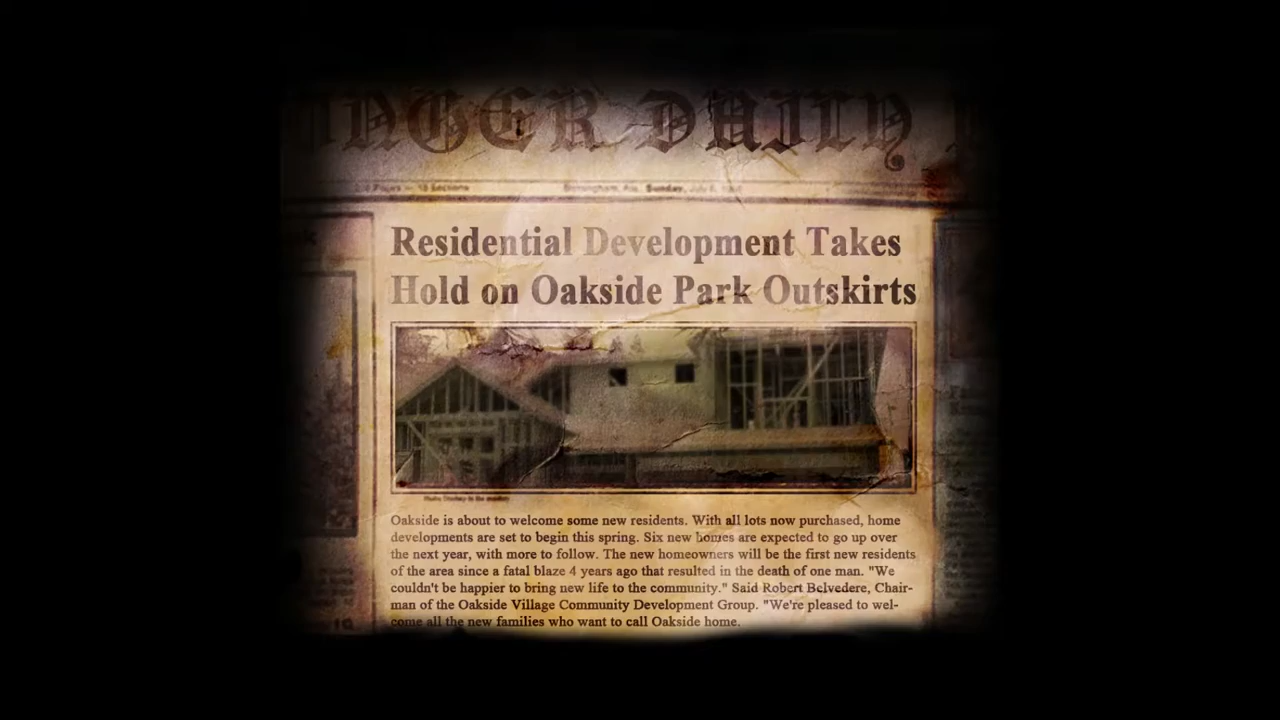 DAILY
Sunday,
Residential Development Takes
Hold on Oakside Park Outskirts
Oakside is about to welcome some new residents. With all lots now purchased, home
developments are set to begin this spring. Six new homes are expected to go up over
the next year, with more to follow. The new homeowners will be the first new residents
of the area since a fatal blaze 4 years ago that resulted in the death of one man. "We
couldn't be happier to bring new life to the community." Said Robert Belvedere, Chair-
man of the Oakside Village Community Development Group. "We're pleased to wel-
come all the new families who want to call Oakside home.